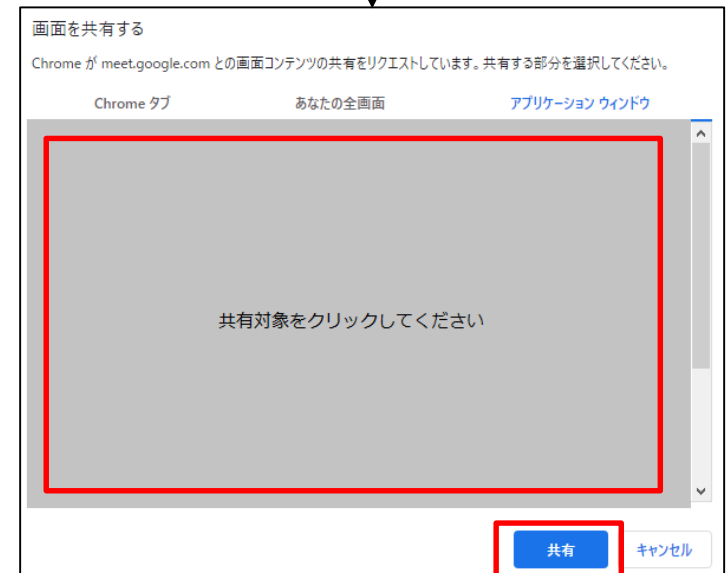 画面を共有する
Chrome が meet.google.com との画面コンテンツの共有をリクエストしています。共有する部分を選択してください。
Chrome タブ あなたの全画面 アプリケーション ウィンドウ
共有対象をクリックしてください
共有 キャンセル